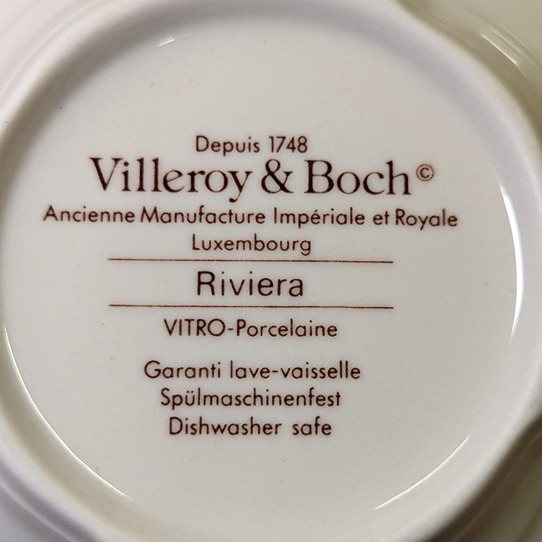 Depuis 1748
Villeroy & Boch©
Ancienne Manufacture Impériale et Royale
Luxembourg
Riviera
VITRO-Porcelaine
Garanti lave-vaisselle
Spülmaschinenfest
Dishwasher safe